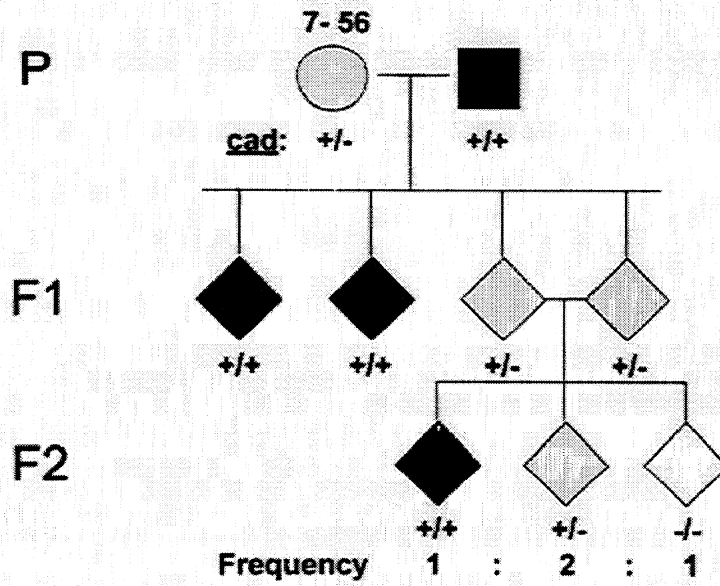 7- 56
P
cad: +/- +/+
F1
+/+ +/+ +/- +/-
F2
+/+ +/- -/-
Frequency 1 : 2 : 1